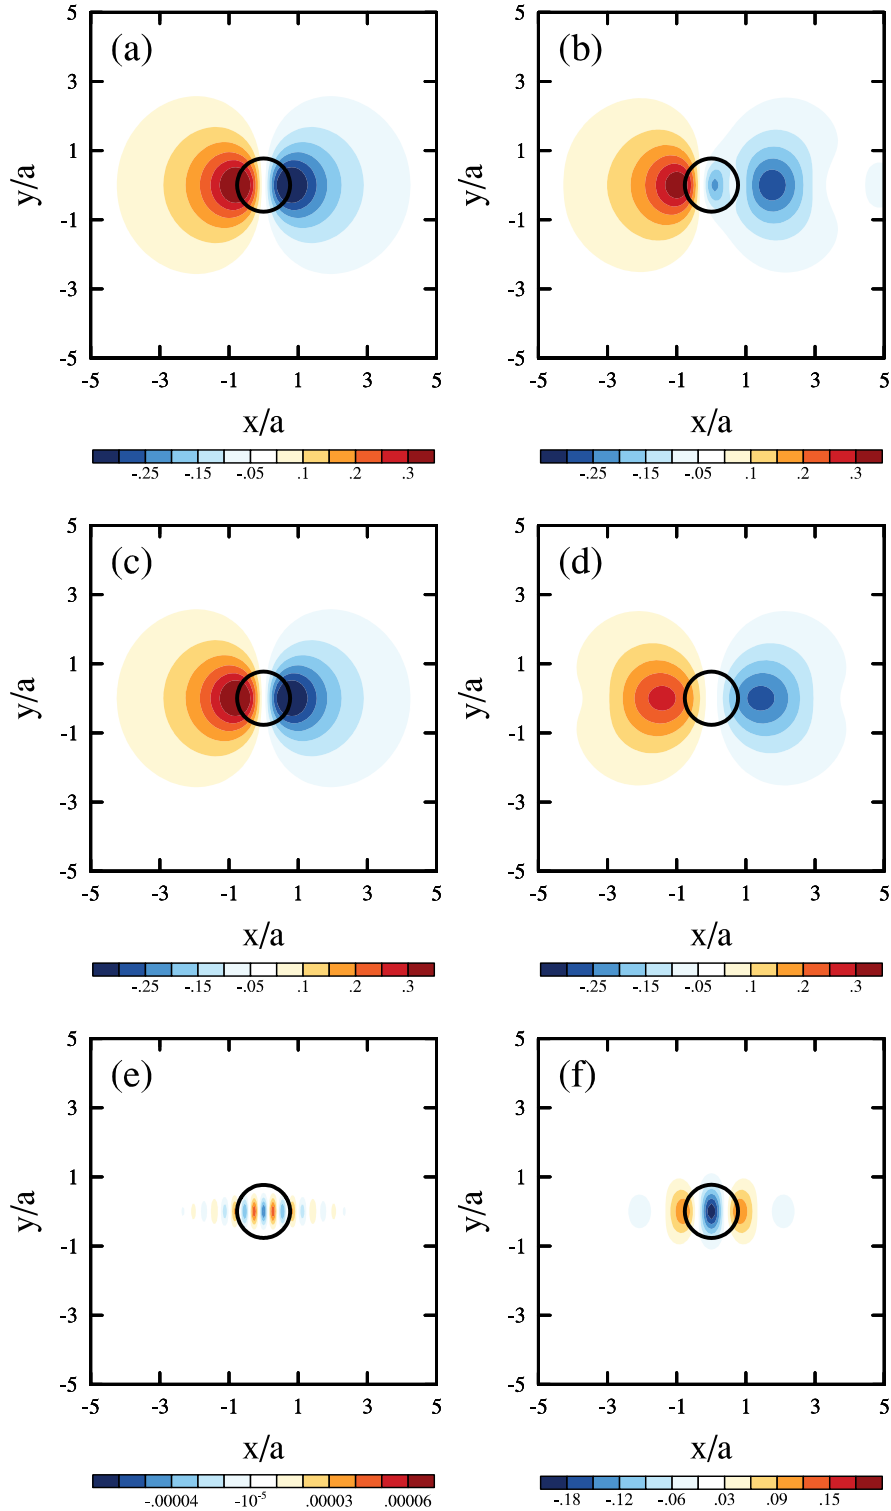 5
(a)
3
1
y/a
-1
-3
-5
-5 -3 -1 1 3 5
x/a
-.25 -.15 -.05 .1 .2 .3
5
(b)
3
1
y/a
-1
-3
-5
-5 -3 -1 1 3 5
x/a
-.25 -.15 -.05 .1 .2 .3
5
(c)
3
1
y/a
-1
-3
-5
-5 -3 -1 1 3 5
x/a
-.25 -.15 -.05 .1 .2 .3
5
(d)
3
1
y/a
-1
-3
-5
-5 -3 -1 1 3 5
x/a
-.25 -.15 -.05 .1 .2 .3
5
(e)
3
1
y/a
-1
-3
-5
-5 -3 -1 1 3 5
x/a
-.00004 -10⁻⁵ .00003 .00006
5
(f)
3
1
y/a
-1
-3
-5
-5 -3 -1 1 3 5
x/a
-.18 -.12 -.06 .03 .09 .15